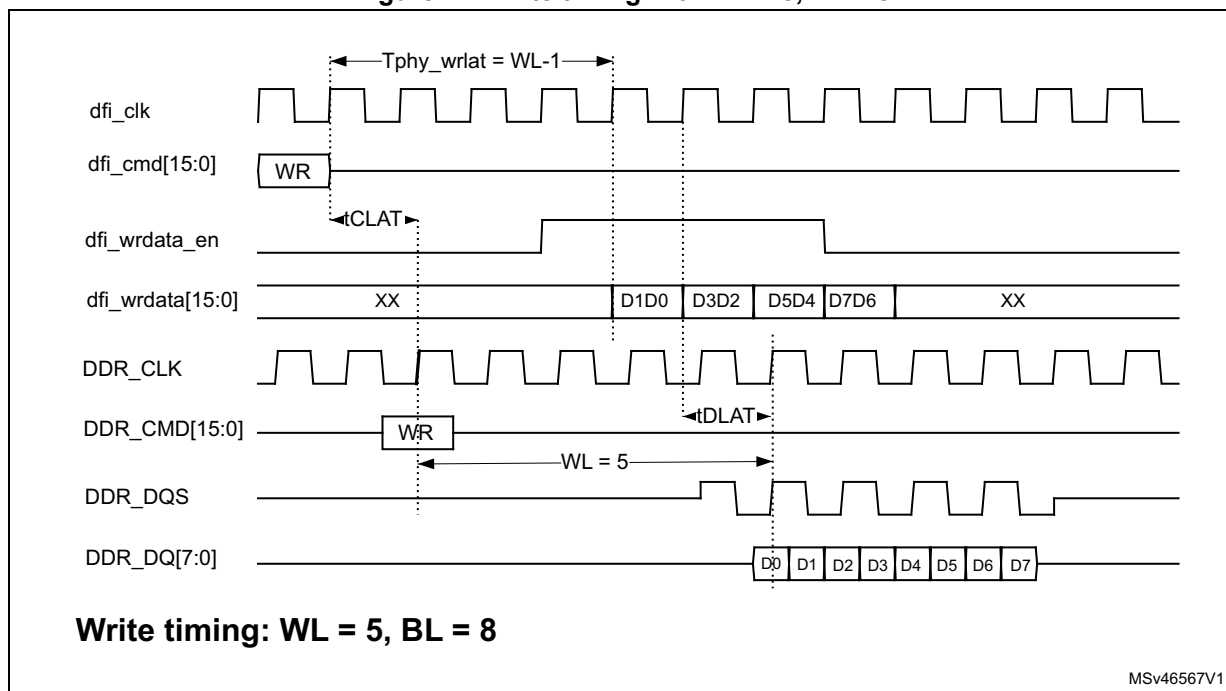 Tphy_wrlat = WL-1
dfi_clk
dfi_cmd[15:0]
WR
tCLAT
dfi_wrdata_en
dfi_wrdata[15:0]
XX D1D0 D3D2 D5D4 D7D6 XX
DDR_CLK
tDLAT
DDR_CMD[15:0]
WR
WL = 5
DDR_DQS
DDR_DQ[7:0]
D0 D1 D2 D3 D4 D5 D6 D7
Write timing: WL = 5, BL = 8
MSv46567V1